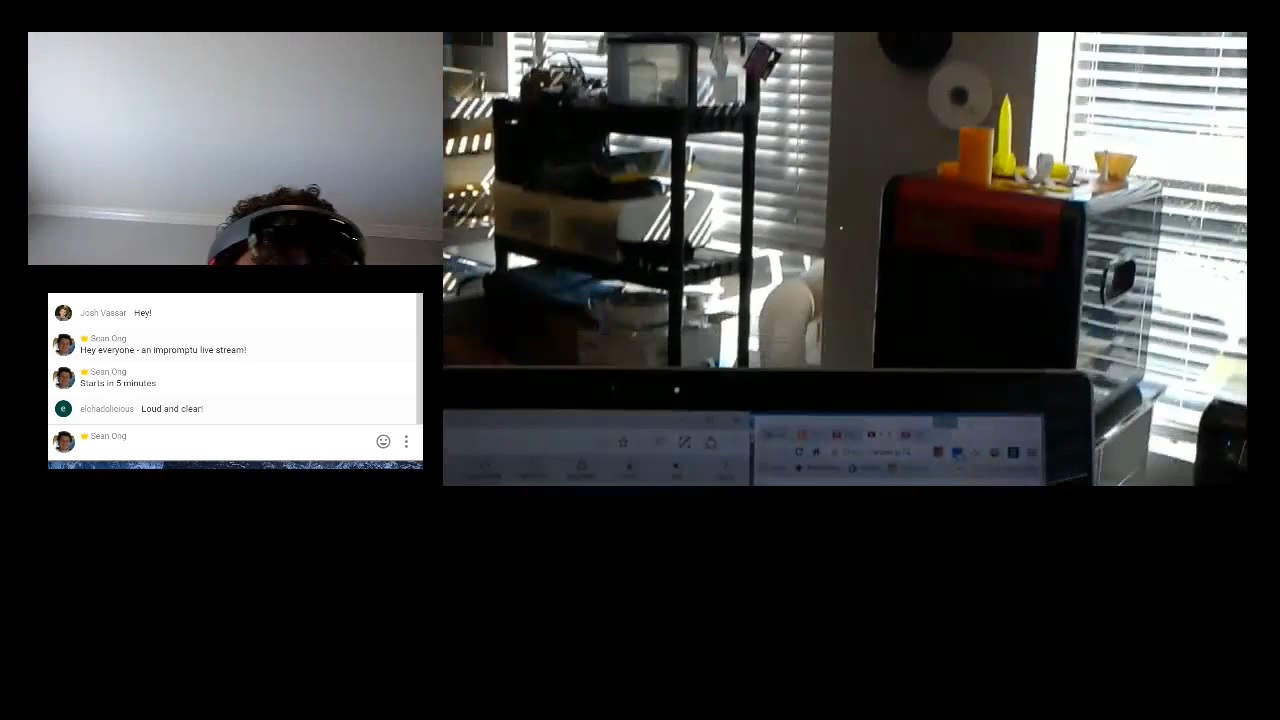 Josh Vassar Hey!
Sean Ong
Hey everyone - an impromptu live stream!
Sean Ong
Starts in 5 minutes
e elchadolicious Loud and clear!
Sean Ong